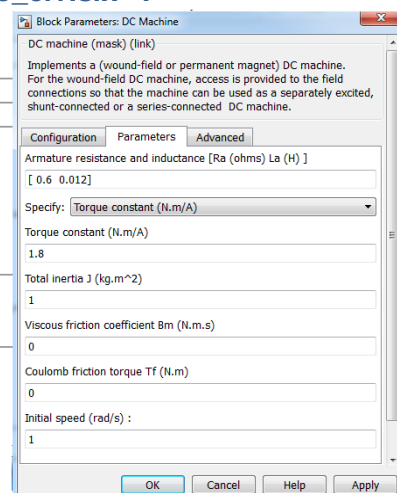 Block Parameters: DC Machine
DC machine (mask) (link)
Implements a (wound-field or permanent magnet) DC machine.
For the wound-field DC machine, access is provided to the field
connections so that the machine can be used as a separately excited,
shunt-connected or a series-connected DC machine.
Configuration Parameters Advanced
Armature resistance and inductance [Ra (ohms) La (H) ]
[ 0.6 0.012]
Specify: Torque constant (N.m/A)
Torque constant (N.m/A)
1.8
Total inertia J (kg.m^2)
1
Viscous friction coefficient Bm (N.m.s)
0
Coulomb friction torque Tf (N.m)
0
Initial speed (rad/s) :
1
OK Cancel Help Apply